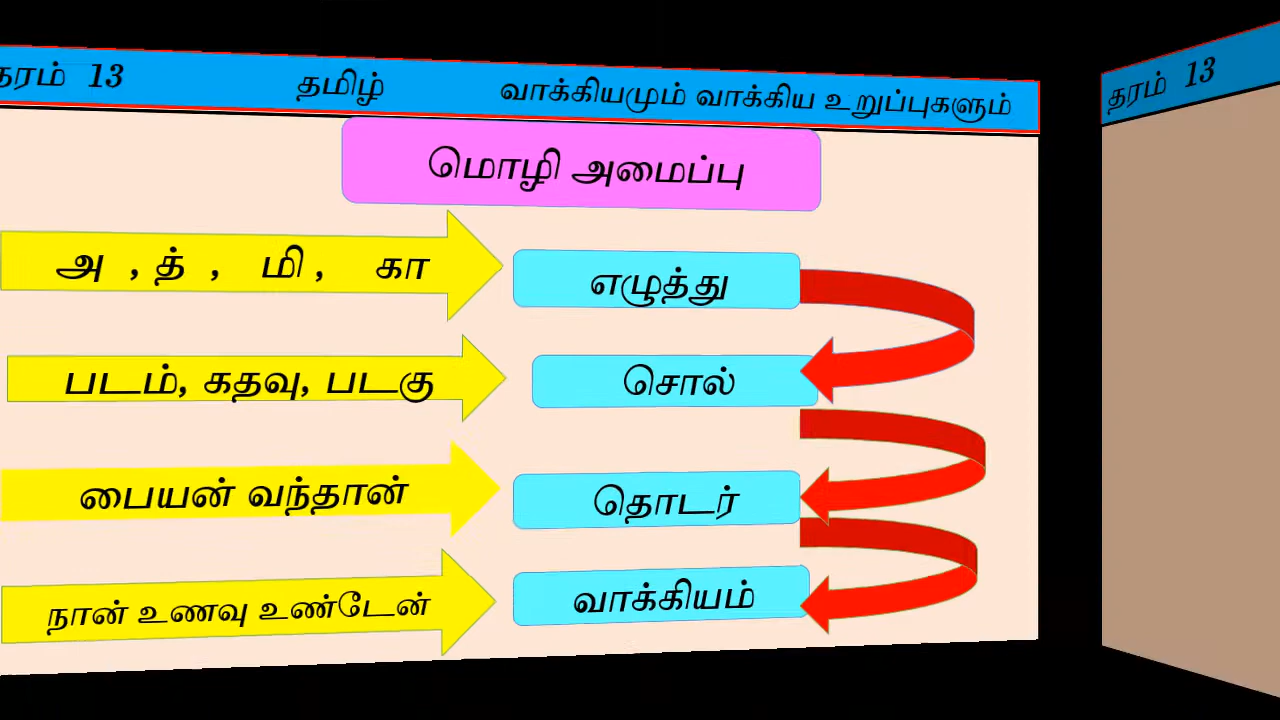 தரம் 13 தமிழ் வாக்கியமும் வாக்கிய உறுப்புகளும்
தரம் 13
மொழி அமைப்பு
அ , த் , மி , கா எழுத்து
படம், கதவு, படகு சொல்
பையன் வந்தான் தொடர்
நான் உணவு உண்டேன் வாக்கியம்